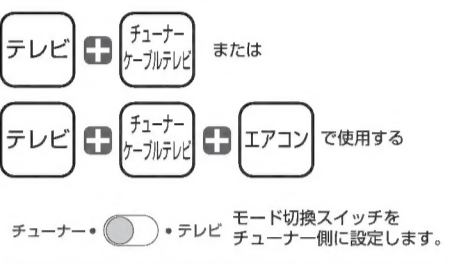 テレビ + チューナー ケーブルテレビ または
テレビ + チューナー ケーブルテレビ + エアコン で使用する
チューナー • • テレビ モード切換スイッチを
チューナー側に設定します。